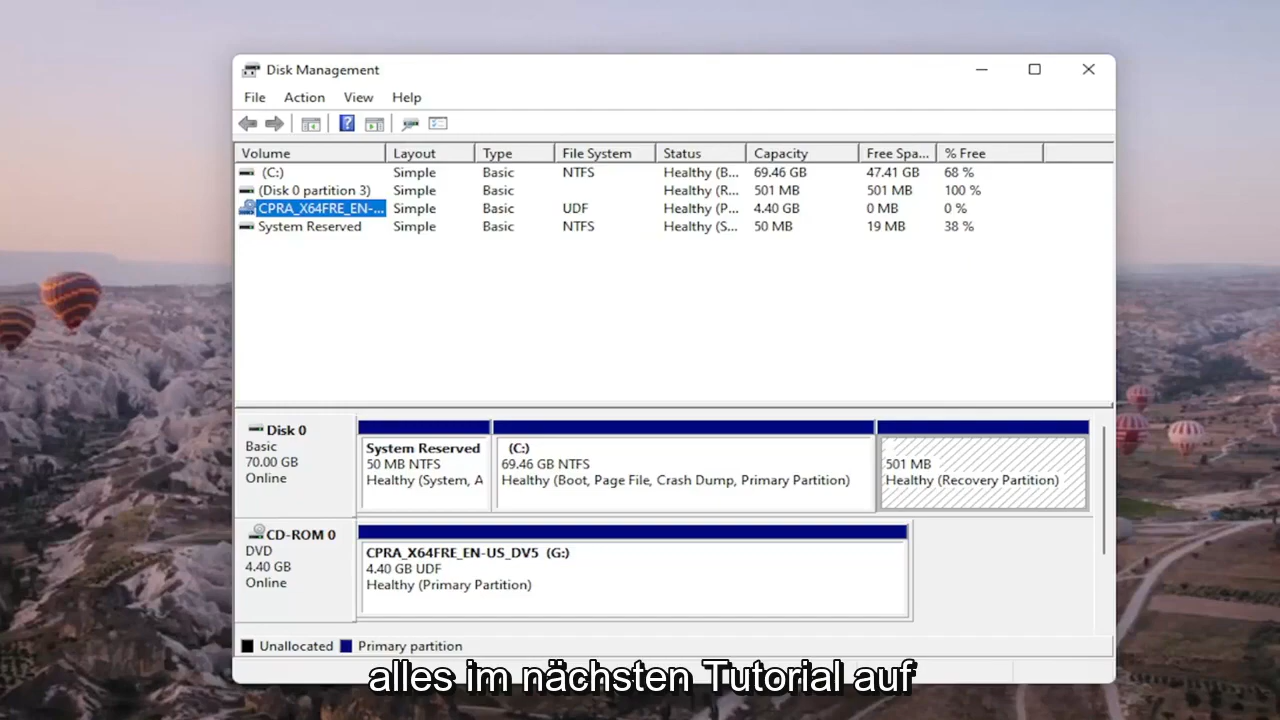 Disk Management
File Action View Help
Volume Layout Type File System Status Capacity Free Spa... % Free
(C:) Simple Basic NTFS Healthy (B... 69.46 GB 47.41 GB 68 %
(Disk 0 partition 3) Simple Basic Healthy (R... 501 MB 501 MB 100 %
CPRA_X64FRE_EN-... Simple Basic UDF Healthy (P... 4.40 GB 0 MB 0 %
System Reserved Simple Basic NTFS Healthy (S... 50 MB 19 MB 38 %
Disk 0
Basic
70.00 GB
Online
System Reserved
50 MB NTFS
Healthy (System, A
(C:)
69.46 GB NTFS
Healthy (Boot, Page File, Crash Dump, Primary Partition)
501 MB
Healthy (Recovery Partition)
CD-ROM 0
DVD
4.40 GB
Online
CPRA_X64FRE_EN-US_DV5 (G:)
4.40 GB UDF
Healthy (Primary Partition)
Unallocated Primary partition
alles im nächsten Tutorial auf